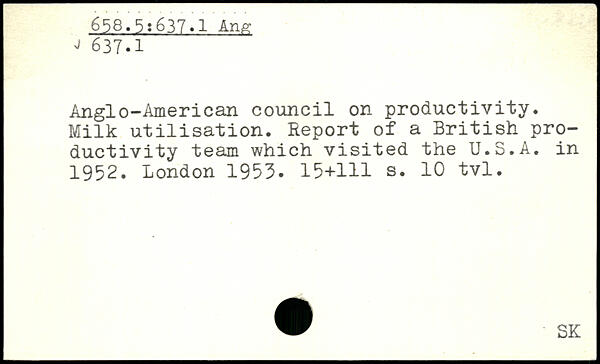 658.5:637.1 Ang
√ 637.1
Anglo-American council on productivity.
Milk utilisation. Report of a British pro-
ductivity team which visited the U.S.A. in
1952. London 1953. 15+111 s. 10 tvl.
SK